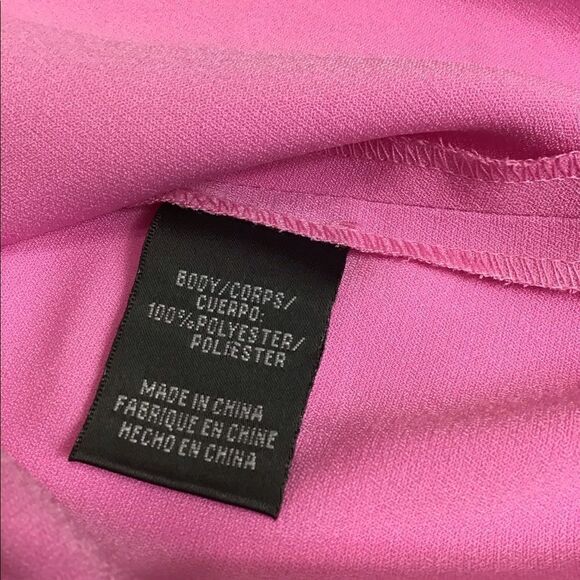 BODY/CORPS/
CUERPO:
100%POLYESTER/
POLIESTER
MADE IN CHINA
FABRIQUE EN CHINE
HECHO EN CHINA